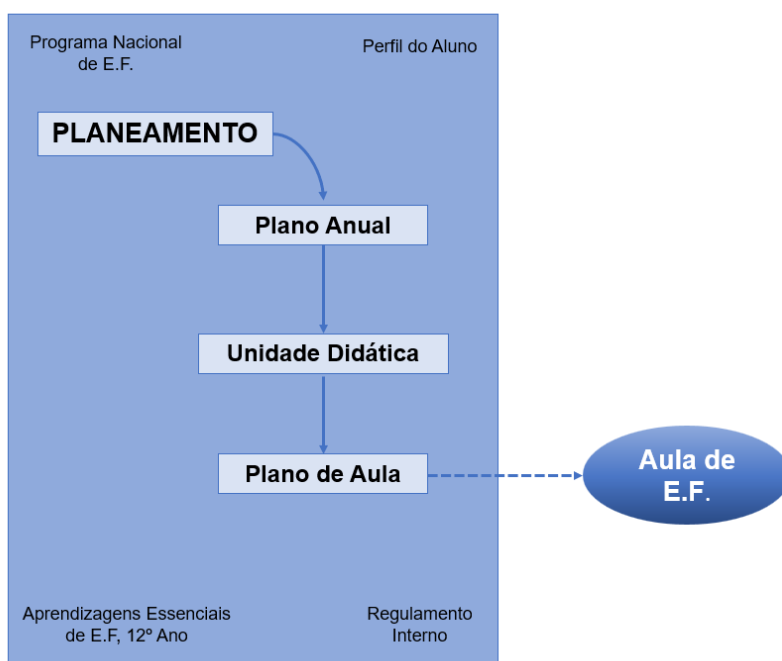 Programa Nacional
de E.F.
Perfil do Aluno
PLANEAMENTO
Plano Anual
Unidade Didática
Plano de Aula
Aula de
E.F.
Aprendizagens Essenciais
de E.F, 12º Ano
Regulamento
Interno